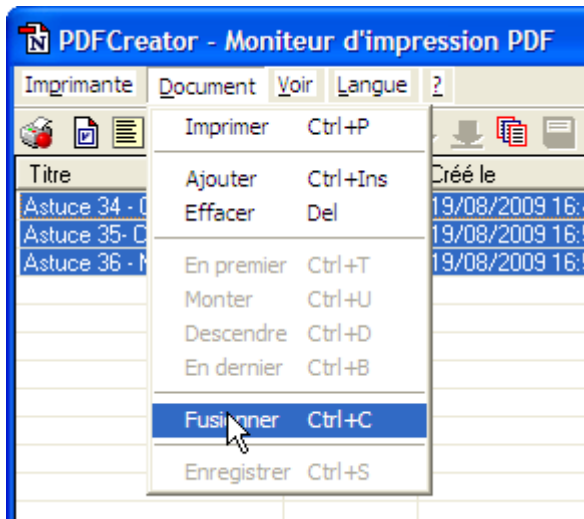 PDFCreator - Moniteur d'impression PDF
Imprimante Document Voir Langue ?
Imprimer Ctrl+P
Titre Créé le
Ajouter Ctrl+Ins
Astuce 34 - 19/08/2009 16:
Effacer Del
Astuce 35- 19/08/2009 16:
Astuce 36 - 19/08/2009 16:
En premier Ctrl+T
Monter Ctrl+U
Descendre Ctrl+D
En dernier Ctrl+B
Fusionner Ctrl+C
Enregistrer Ctrl+S